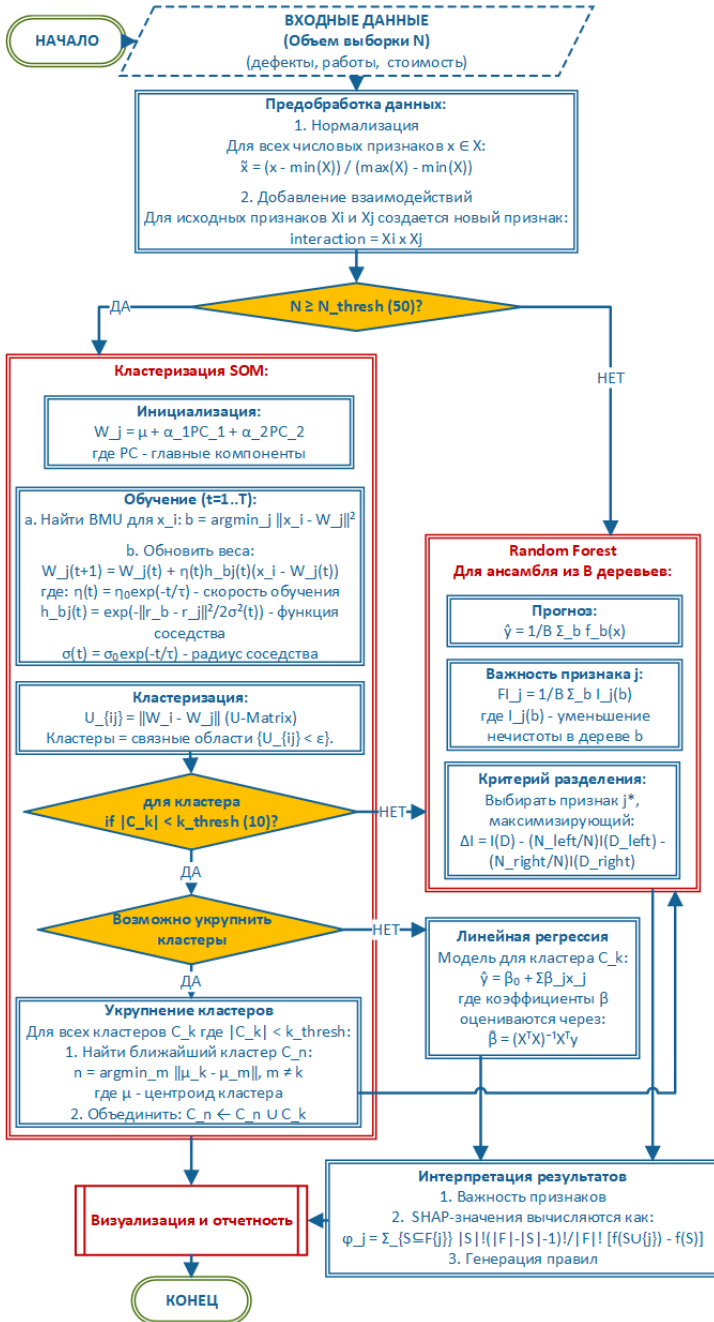 НАЧАЛО
ВХОДНЫЕ ДАННЫЕ
(Объем выборки N)
(дефекты, работы, стоимость)
Предобработка данных:
1. Нормализация
Для всех числовых признаков x ∈ X:
x̃ = (x - min(X)) / (max(X) - min(X))
2. Добавление взаимодействий
Для исходных признаков Xi и Xj создается новый признак:
interaction = Xi x Xj
N ≥ N_thresh (50)?
ДА
НЕТ
Кластеризация SOM:
Инициализация:
W_j = μ + α_1PC_1 + α_2PC_2
где PC - главные компоненты
Обучение (t=1..T):
a. Найти BMU для x_i: b = argmin_j ‖x_i - W_j‖²
b. Обновить веса:
W_j(t+1) = W_j(t) + η(t)h_bj(t)(x_i - W_j(t))
где: η(t) = η₀exp(-t/τ) - скорость обучения
h_bj(t) = exp(-‖r_b - r_j‖²/2σ²(t)) - функция
соседства
σ(t) = σ₀exp(-t/τ) - радиус соседства
Кластеризация:
U_{ij} = ‖W_i - W_j‖ (U-Matrix)
Кластеры = связные области {U_{ij} < ε}.
для кластера
if |C_k| < k_thresh (10)?
НЕТ
ДА
Возможно укрупнить
кластеры
НЕТ
ДА
Укрупнение кластеров
Для всех кластеров C_k где |C_k| < k_thresh:
1. Найти ближайший кластер C_n:
n = argmin_m ‖μ_k - μ_m‖, m ≠ k
где μ - центроид кластера
2. Объединить: C_n ← C_n ∪ C_k
Random Forest
Для ансамбля из B деревьев:
Прогноз:
ŷ = 1/B Σ_b f_b(x)
Важность признака j:
FI_j = 1/B Σ_b I_j(b)
где I_j(b) - уменьшение
нечистоты в дереве b
Критерий разделения:
Выбирать признак j*,
максимизирующий:
ΔI = I(D) - (N_left/N)I(D_left) -
(N_right/N)I(D_right)
Линейная регрессия
Модель для кластера C_k:
ŷ = β₀ + Σβ_jx_j
где коэффициенты β
оцениваются через:
β̂ = (XᵀX)⁻¹Xᵀy
Интерпретация результатов
1. Важность признаков
2. SHAP-значения вычисляются как:
φ_j = Σ_{S⊆F{j}} |S|!(|F|-|S|-1)!/|F|! [f(S∪{j}) - f(S)]
3. Генерация правил
Визуализация и отчетность
КОНЕЦ